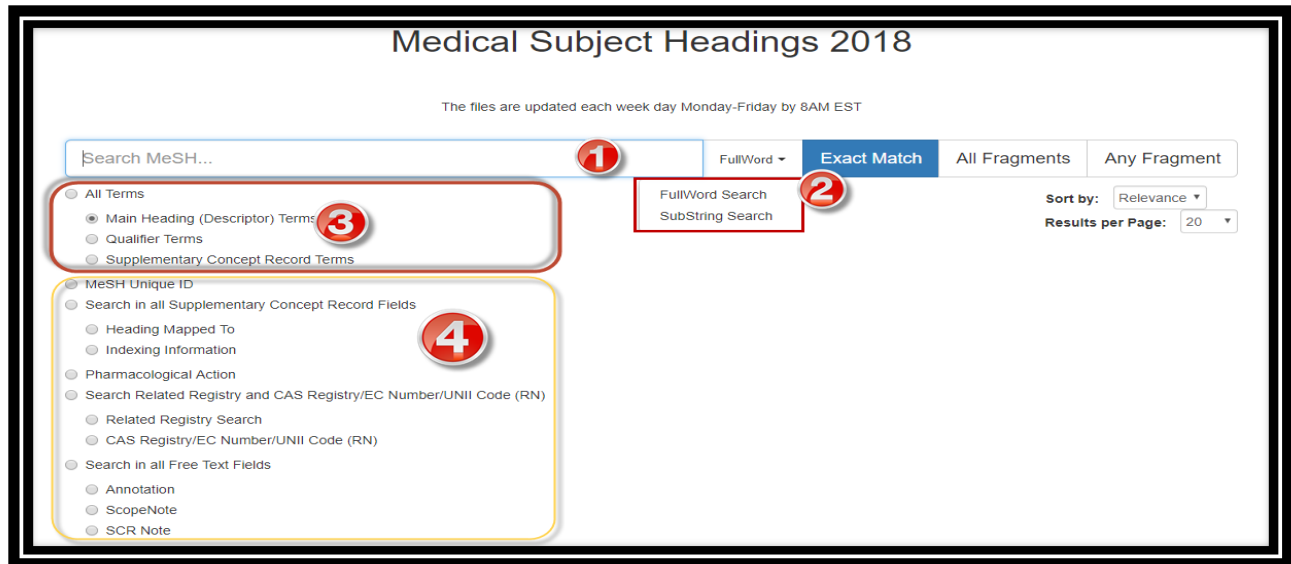 Medical Subject Headings 2018
The files are updated each week day Monday-Friday by 8AM EST
Search MeSH... 1 FullWord Exact Match All Fragments Any Fragment
All Terms FullWord Search 2 Sort by: Relevance
Main Heading (Descriptor) Terms 3 SubString Search Results per Page: 20
Qualifier Terms
Supplementary Concept Record Terms
MeSH Unique ID
Search in all Supplementary Concept Record Fields
Heading Mapped To 4
Indexing Information
Pharmacological Action
Search Related Registry and CAS Registry/EC Number/UNII Code (RN)
Related Registry Search
CAS Registry/EC Number/UNII Code (RN)
Search in all Free Text Fields
Annotation
ScopeNote
SCR Note